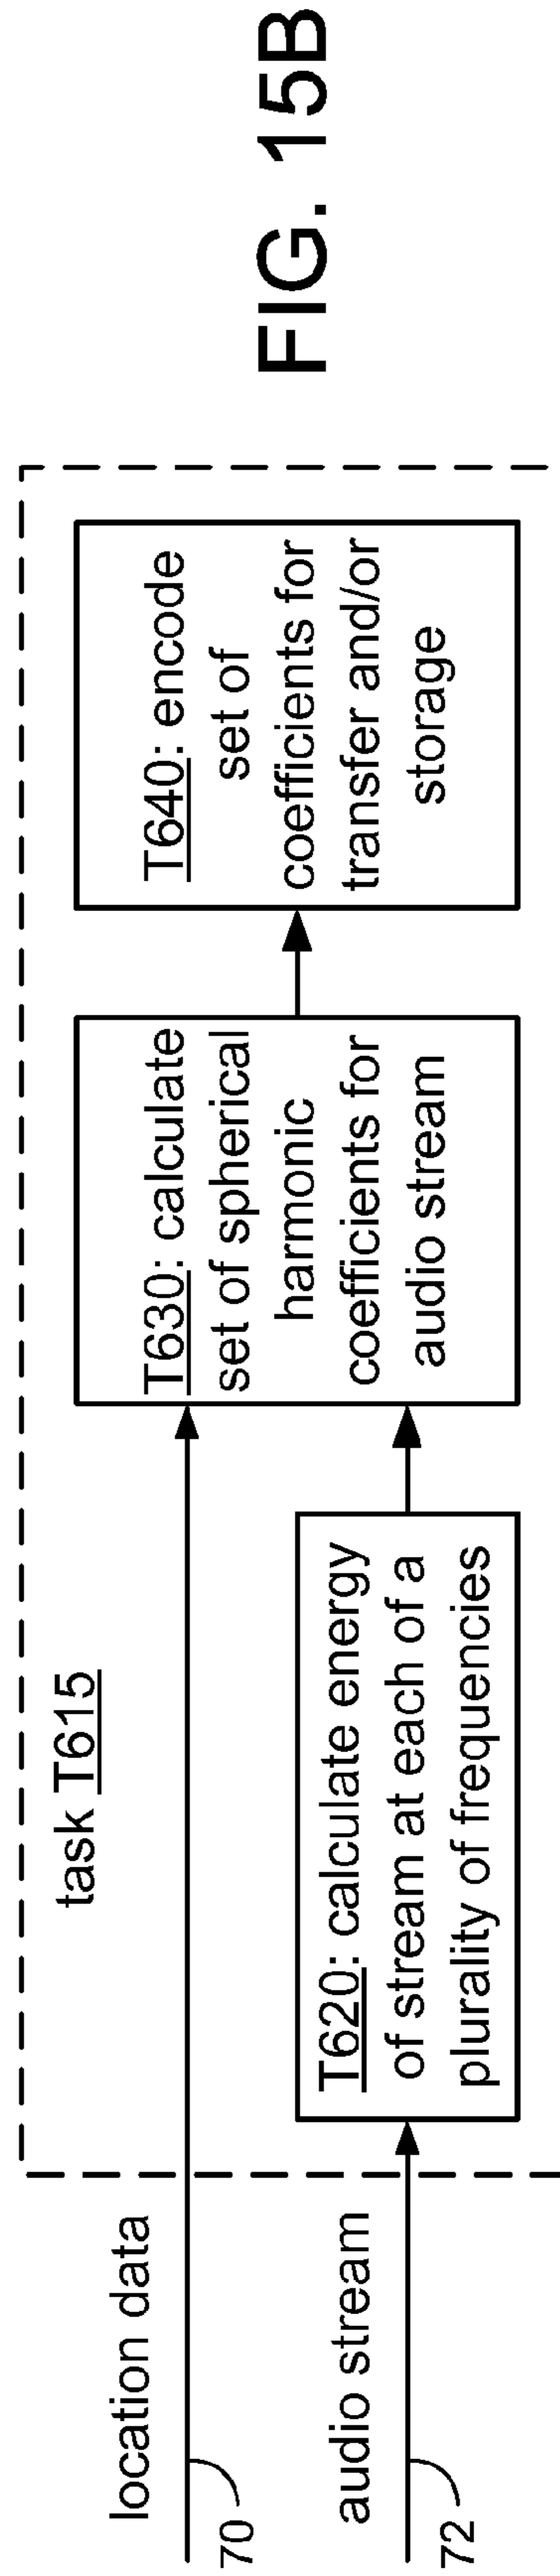 FIG. 15B
task T615
location data
70
audio stream
72
T620: calculate energy
of stream at each of a
plurality of frequencies
T630: calculate
set of spherical
harmonic
coefficients for
audio stream
T640: encode
set of
coefficients for
transfer and/or
storage